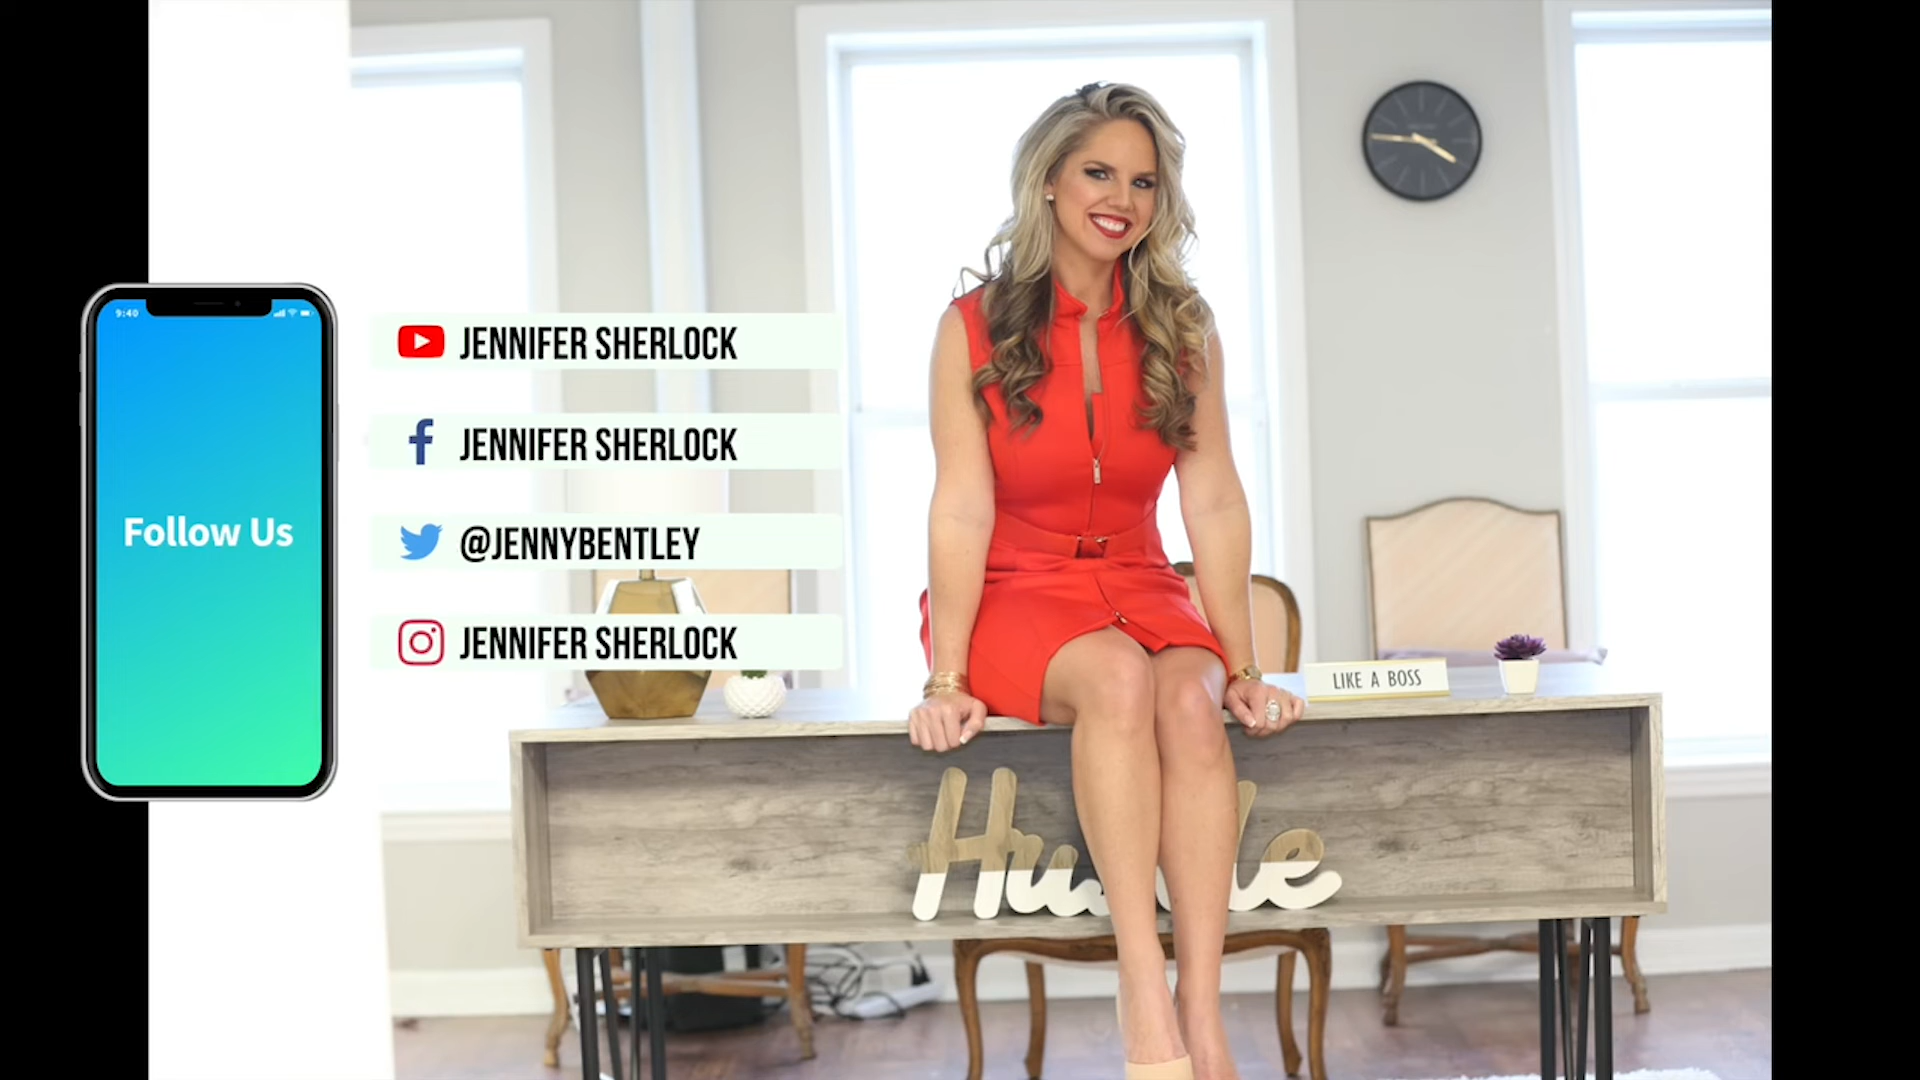 9:40
Follow Us
JENNIFER SHERLOCK
JENNIFER SHERLOCK
@JENNYBENTLEY
JENNIFER SHERLOCK
LIKE A BOSS